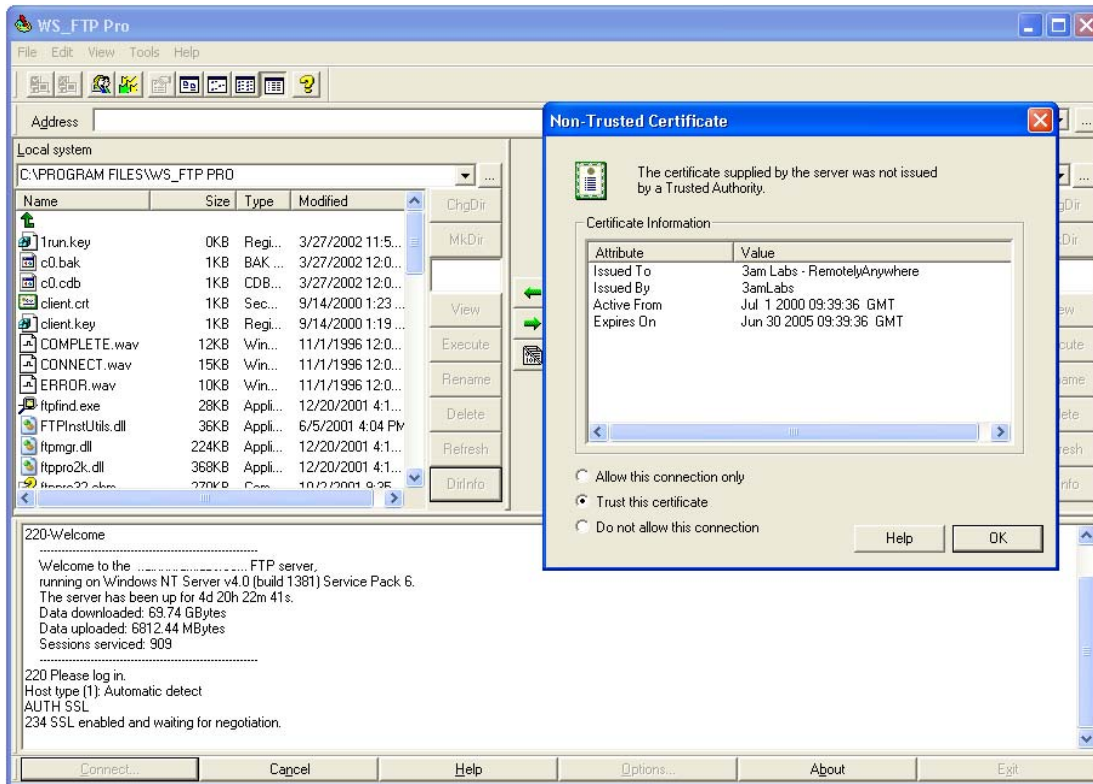 WS_FTP Pro
File Edit View Tools Help
Address
...
Local system
C:\PROGRAM FILES\WS_FTP PRO ...
Name Size Type Modified
1run.key 0KB Regi... 3/27/2002 11:5...
c0.bak 1KB BAK ... 3/27/2002 12:0...
c0.cdb 1KB CDB... 3/27/2002 12:0...
client.crt 1KB Sec... 9/14/2000 1:23 ...
client.key 1KB Regi... 9/14/2000 1:19 ...
COMPLETE.wav 12KB Win... 11/1/1996 12:0...
CONNECT.wav 15KB Win... 11/1/1996 12:0...
ERROR.wav 10KB Win... 11/1/1996 12:0...
ftpfind.exe 28KB Appli... 12/20/2001 4:1...
FTPInstUtils.dll 36KB Appli... 6/5/2001 4:04 PM
ftpmgr.dll 224KB Appli... 12/20/2001 4:1...
ftppro2k.dll 368KB Appli... 12/20/2001 4:1...
ChgDir
MkDir
View
Execute
Rename
Delete
Refresh
DirInfo
Non-Trusted Certificate
The certificate supplied by the server was not issued
by a Trusted Authority.
Certificate Information
Attribute Value
Issued To 3am Labs - RemotelyAnywhere
Issued By 3amLabs
Active From Jul 1 2000 09:39:36 GMT
Expires On Jun 30 2005 09:39:36 GMT
Allow this connection only
Trust this certificate
Do not allow this connection
Help OK
220-Welcome
Welcome to the FTP server,
running on Windows NT Server v4.0 (build 1381) Service Pack 6.
The server has been up for 4d 20h 22m 41s.
Data downloaded: 69.74 GBytes
Data uploaded: 6812.44 MBytes
Sessions serviced: 909
220 Please log in.
Host type (1): Automatic detect
AUTH SSL
234 SSL enabled and waiting for negotiation.
Connect... Cancel Help Options... About Exit